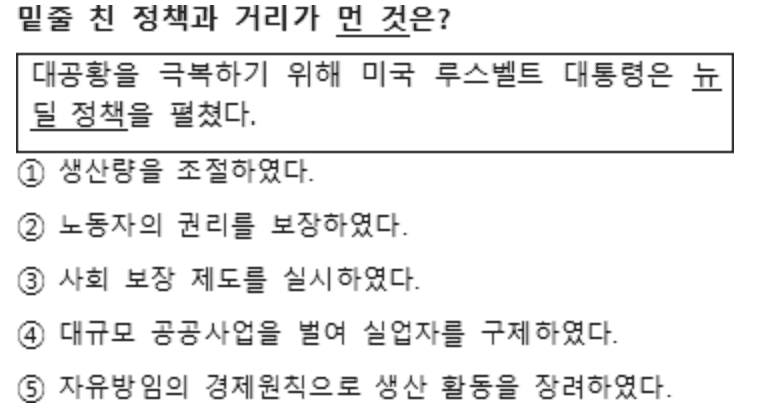 밑줄 친 정책과 거리가 먼 것은?
대공황을 극복하기 위해 미국 루스벨트 대통령은 뉴
딜 정책을 펼쳤다.
① 생산량을 조절하였다.
② 노동자의 권리를 보장하였다.
③ 사회 보장 제도를 실시하였다.
④ 대규모 공공사업을 벌여 실업자를 구제하였다.
⑤ 자유방임의 경제원칙으로 생산 활동을 장려하였다.